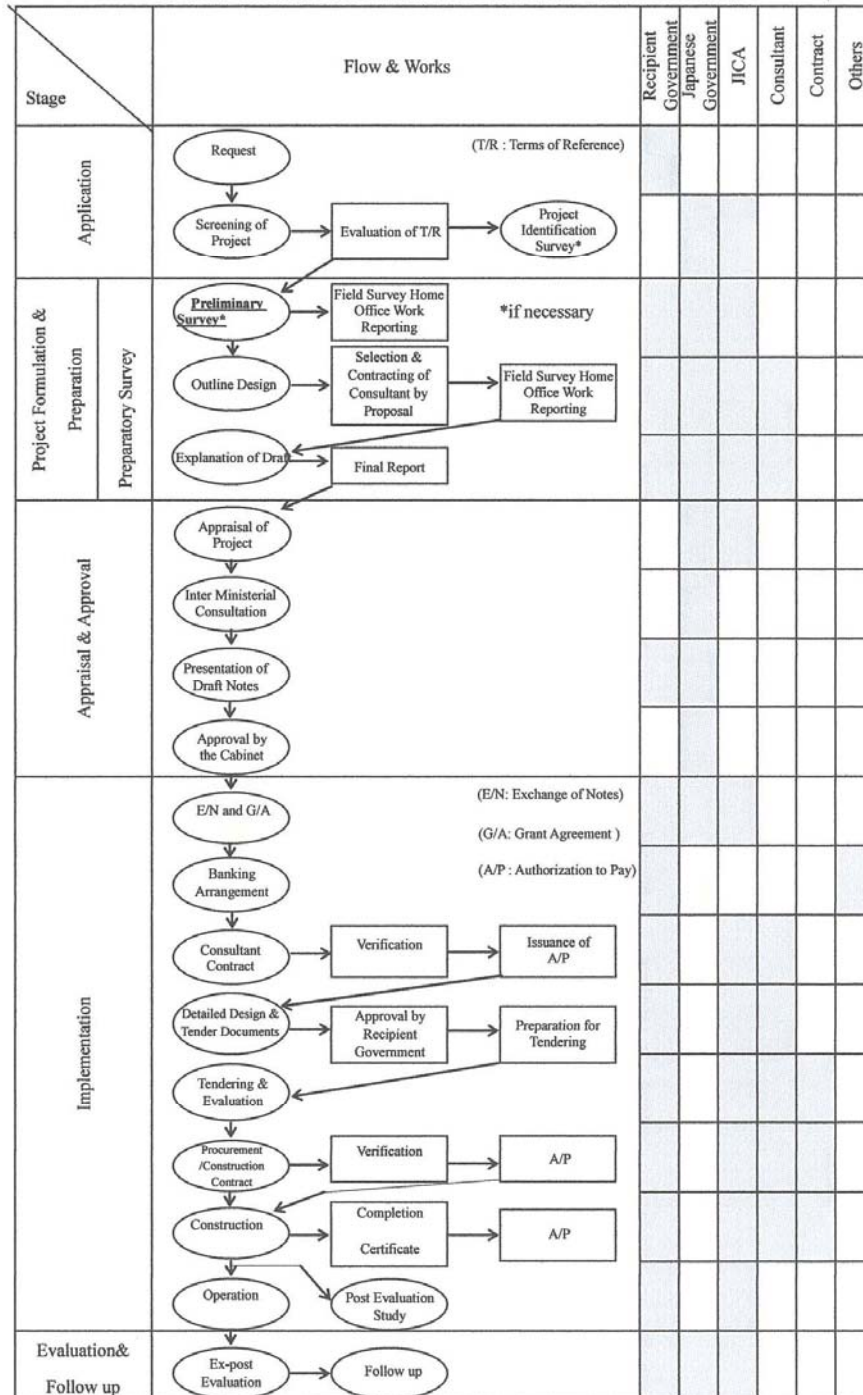 Stage
Flow & Works
Recipient
Government
Japanese
Government
JICA
Consultant
Contract
Others
Application
Request
(T/R : Terms of Reference)
Screening of
Project
Evaluation of T/R
Project
Identification
Survey*
Project Formulation &
Preparation
Preparatory Survey
Preliminary
Survey*
Field Survey Home
Office Work
Reporting
*if necessary
Outline Design
Selection &
Contracting of
Consultant by
Proposal
Field Survey Home
Office Work
Reporting
Explanation of Draft
Final Report
Appraisal & Approval
Appraisal of
Project
Inter Ministerial
Consultation
Presentation of
Draft Notes
Approval by
the Cabinet
Implementation
E/N and G/A
(E/N: Exchange of Notes)
(G/A: Grant Agreement )
(A/P : Authorization to Pay)
Banking
Arrangement
Consultant
Contract
Verification
Issuance of
A/P
Detailed Design &
Tender Documents
Approval by
Recipient
Government
Preparation for
Tendering
Tendering &
Evaluation
Procurement
/Construction
Contract
Verification
A/P
Construction
Completion
Certificate
A/P
Operation
Post Evaluation
Study
Evaluation&
Follow up
Ex-post
Evaluation
Follow up